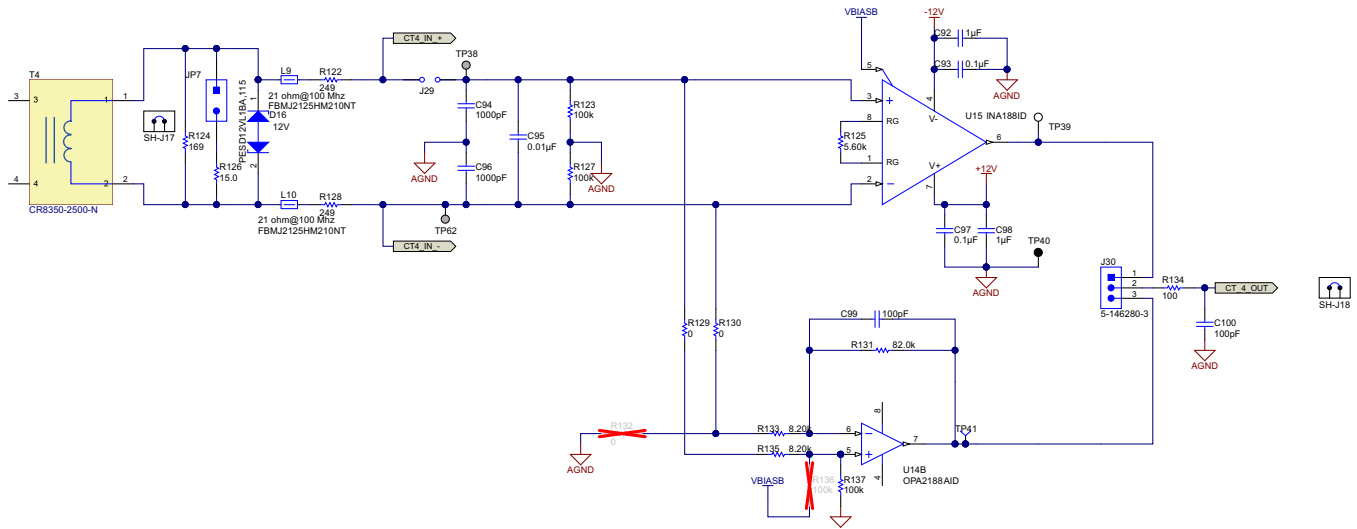 T4
3
3
1
1
4
4
2
2
CR8350-2500-N
SH-J17
R124
169
JP7
R126
15.0
PESD12VL1BA,115
1
D16
12V
2
L9
21 ohm@100 Mhz
FBMJ2125HM210NT
R122
249
L10
21 ohm@100 Mhz
FBMJ2125HM210NT
R128
249
CT4_IN_+
J29
TP38
C94
1000pF
C96
1000pF
AGND
C95
0.01µF
R123
100k
R127
100k
AGND
TP62
CT4_IN_-
VBIASB
-12V
C92
1µF
C93
0.1µF
AGND
5
3
+
8
RG
R125
5.60k
1
RG
2
−
4
V-
U15 INA188ID
6
V+
7
+12V
TP39
C97
0.1µF
C98
1µF
TP40
AGND
J30
1
2
3
5-146280-3
R134
100
CT_4_OUT
C100
100pF
AGND
SH-J18
R129
0
R130
0
C99
100pF
R131
82.0k
R132
0
AGND
R133
8.20k
R135
8.20k
6
−
5
+
8
4
7
TP41
U14B
OPA2188AID
VBIASB
R136
100k
R137
100k